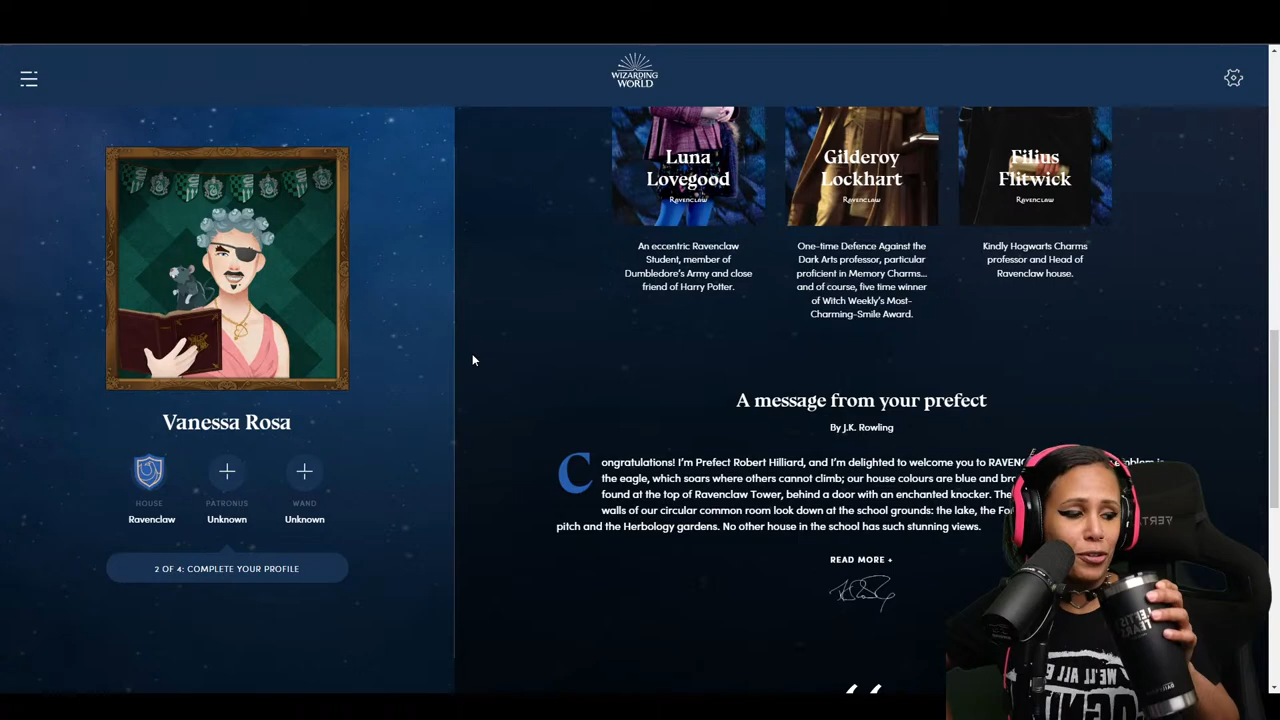 WIZARDING
WORLD
Luna
Lovegood
RAVENCLAW
Gilderoy
Lockhart
RAVENCLAW
Filius
Flitwick
RAVENCLAW
An eccentric Ravenclaw
Student, member of
Dumbledore's Army and close
friend of Harry Potter.
One-time Defence Against the
Dark Arts professor, particular
proficient in Memory Charms...
and of course, five time winner
of Witch Weekly's Most-
Charming-Smile Award.
Kindly Hogwarts Charms
professor and Head of
Ravenclaw house.
Vanessa Rosa
HOUSE
Ravenclaw
PATRONUS
Unknown
WAND
Unknown
2 OF 4: COMPLETE YOUR PROFILE
A message from your prefect
By J.K. Rowling
Congratulations! I'm Prefect Robert Hilliard, and I'm delighted to welcome you to
the eagle, which soars where others cannot climb; our house colours are blue and
found at the top of Ravenclaw Tower, behind a door with an enchanted knocker.
walls of our circular common room look down at the school grounds: the lake, the
pitch and the Herbology gardens. No other house in the school has such stunning views.
READ MORE +
TEARS
WE'LL ALL